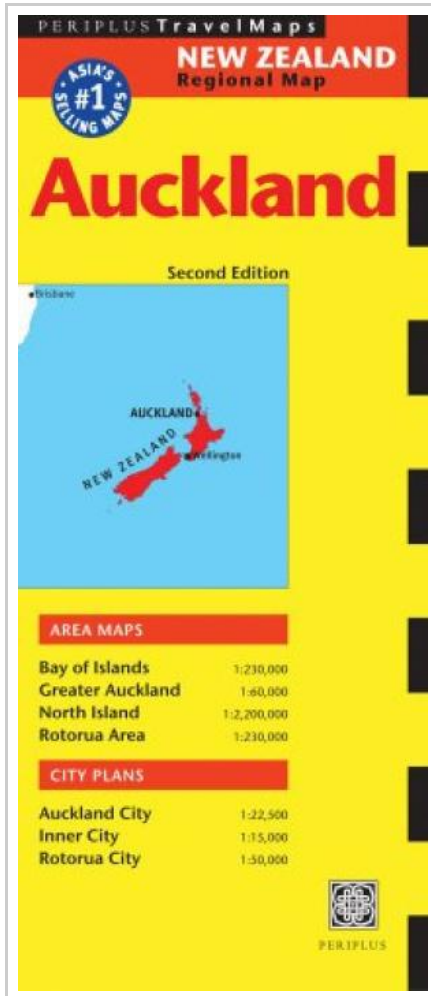 PERIPLUS TravelMaps
NEW ZEALAND
Regional Map
ASIA'S
#1
SELLING MAPS
Auckland
Second Edition
Brisbane
AUCKLAND
NEW ZEALAND
Wellington
AREA MAPS
Bay of Islands 1:230,000
Greater Auckland 1:60,000
North Island 1:2,200,000
Rotorua Area 1:230,000
CITY PLANS
Auckland City 1:22,500
Inner City 1:15,000
Rotorua City 1:50,000
PERIPLUS